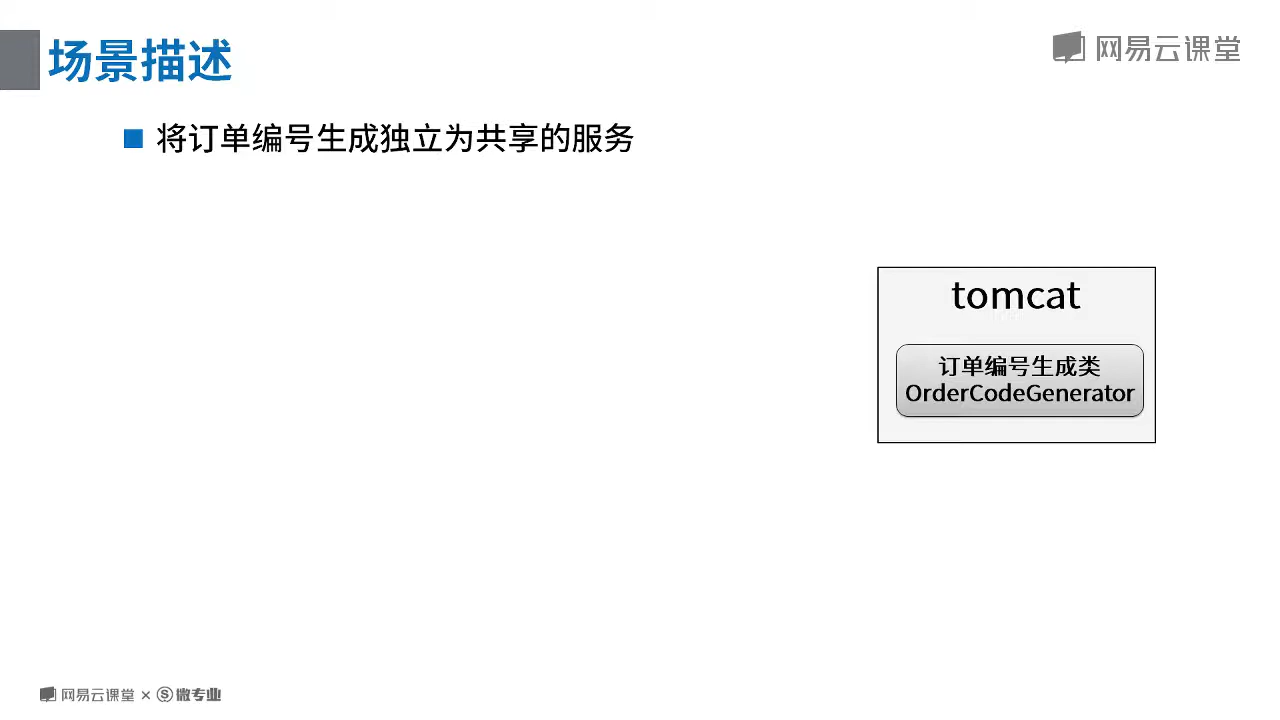 场景描述
网易云课堂
将订单编号生成独立为共享的服务
tomcat
订单编号生成类
OrderCodeGenerator
网易云课堂 × 微专业